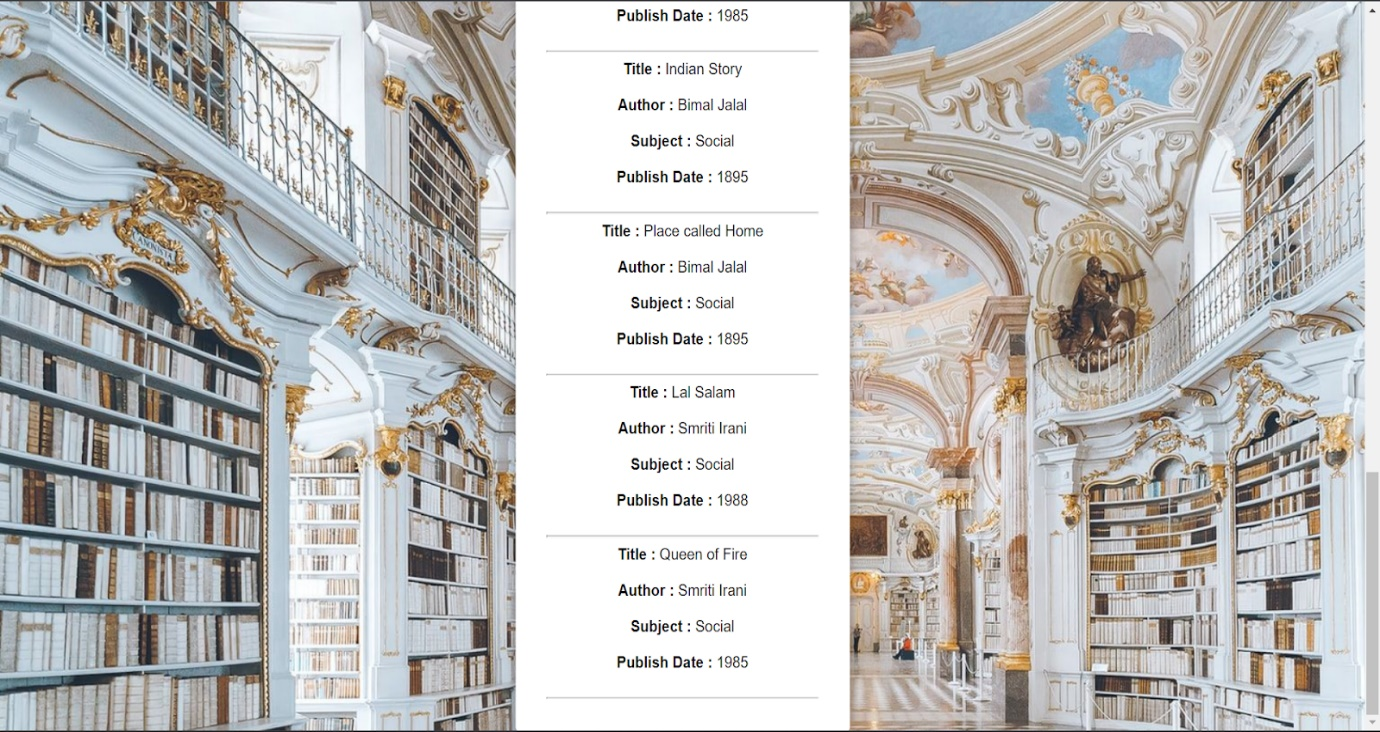 Publish Date : 1985
Title : Indian Story
Author : Bimal Jalal
Subject : Social
Publish Date : 1895
Title : Place called Home
Author : Bimal Jalal
Subject : Social
Publish Date : 1895
Title : Lal Salam
Author : Smriti Irani
Subject : Social
Publish Date : 1988
Title : Queen of Fire
Author : Smriti Irani
Subject : Social
Publish Date : 1985